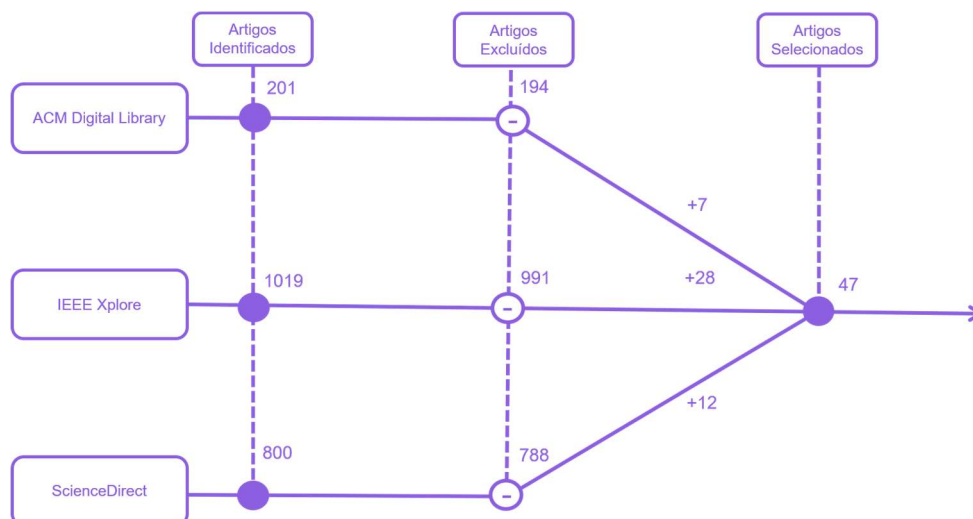 Artigos
Identificados
Artigos
Excluídos
Artigos
Selecionados
201
194
ACM Digital Library
-
+7
1019
991
+28
47
IEEE Xplore
-
+12
800
788
ScienceDirect
-